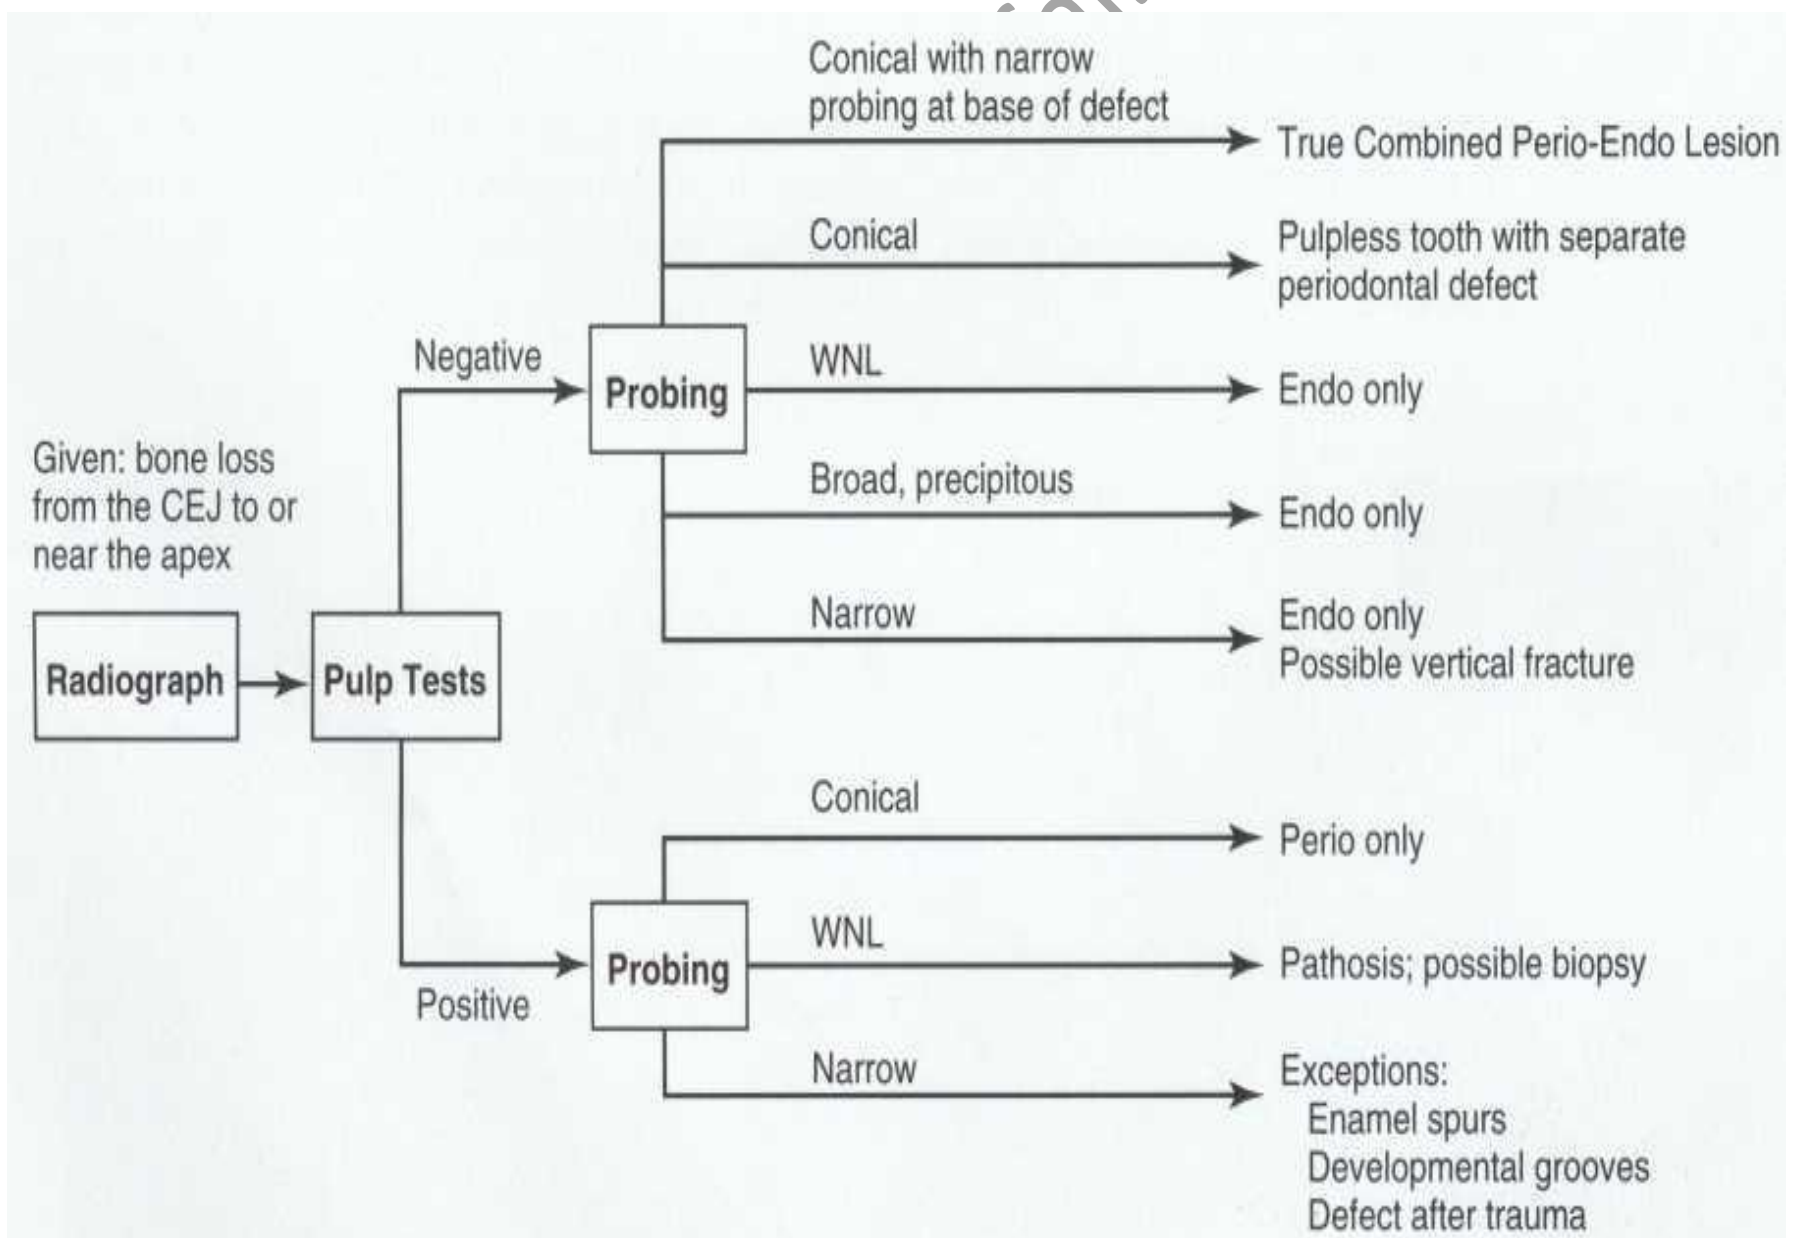 Conical with narrow
probing at base of defect
True Combined Perio-Endo Lesion
Conical
Pulpless tooth with separate
periodontal defect
Negative
Probing
WNL
Endo only
Given: bone loss
from the CEJ to or
near the apex
Broad, precipitous
Endo only
Narrow
Endo only
Possible vertical fracture
Radiograph
Pulp Tests
Conical
Perio only
Positive
Probing
WNL
Pathosis; possible biopsy
Narrow
Exceptions:
Enamel spurs
Developmental grooves
Defect after trauma